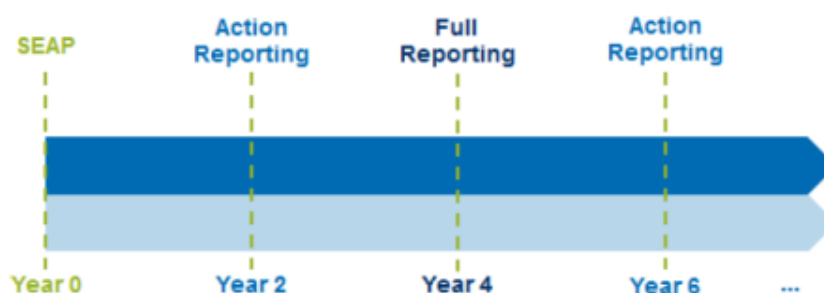 SEAP
Action
Reporting
Full
Reporting
Action
Reporting
Year 0
Year 2
Year 4
Year 6
...